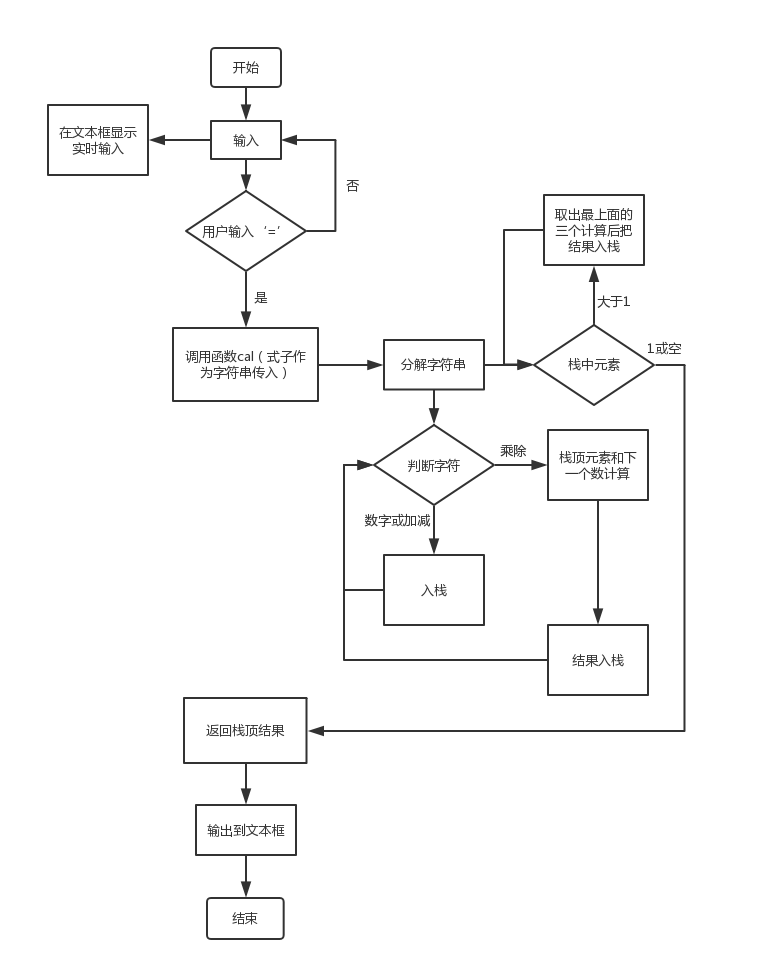 开始
在文本框显示
实时输入
输入
否
用户输入‘=’
取出最上面的
三个计算后把
结果入栈
是
大于1
调用函数cal（式子作
为字符串传入）
分解字符串
栈中元素
1或空
判断字符
乘除
栈顶元素和下
一个数计算
数字或加减
入栈
结果入栈
返回栈顶结果
输出到文本框
结束